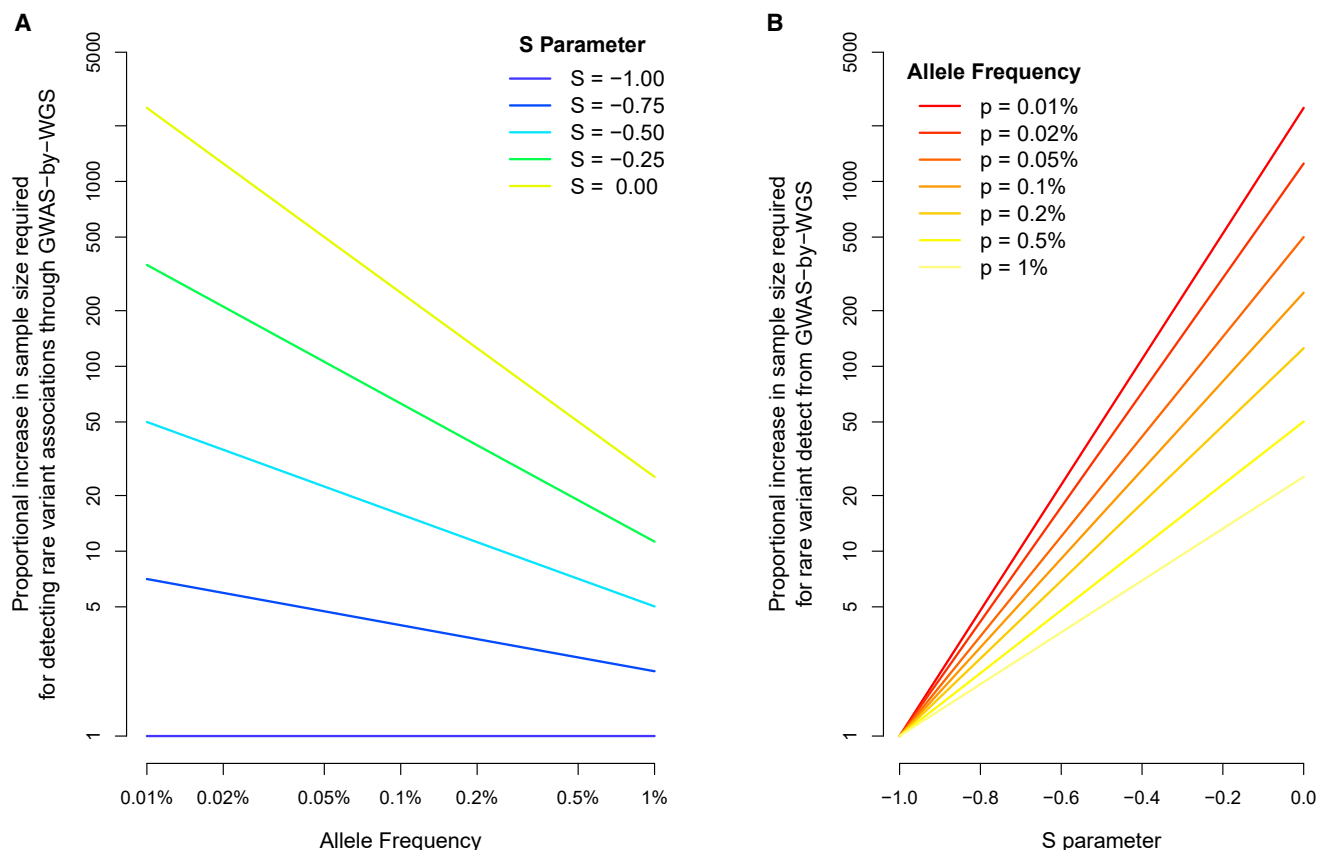 A
Proportional increase in sample size required
for detecting rare variant associations through GWAS−by−WGS
5000
1000
500
200
100
50
20
10
5
1
S Parameter
S = −1.00
S = −0.75
S = −0.50
S = −0.25
S = 0.00
0.01%
0.02%
0.05%
0.1%
0.2%
0.5%
1%
Allele Frequency
B
Proportional increase in sample size required
for rare variant detect from GWAS−by−WGS
5000
1000
500
200
100
50
20
10
5
1
Allele Frequency
p = 0.01%
p = 0.02%
p = 0.05%
p = 0.1%
p = 0.2%
p = 0.5%
p = 1%
−1.0
−0.8
−0.6
−0.4
−0.2
0.0
S parameter